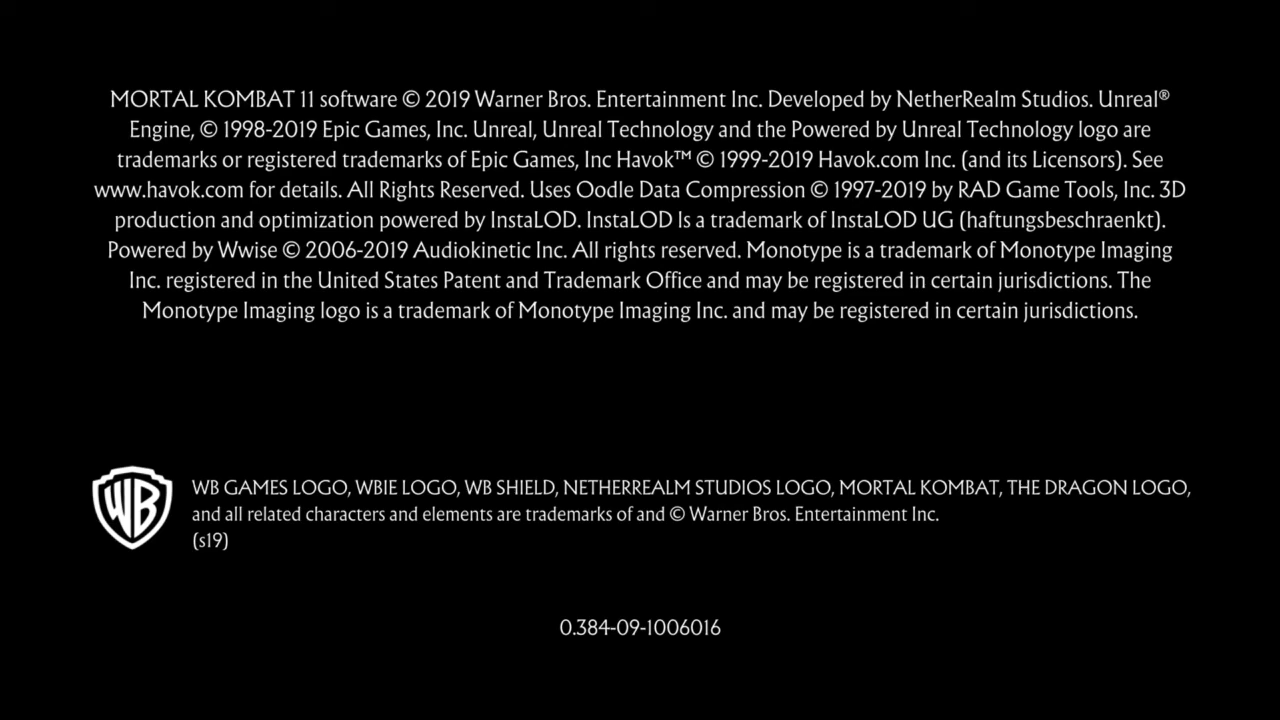 MORTAL KOMBAT 11 software © 2019 Warner Bros. Entertainment Inc. Developed by NetherRealm Studios. Unreal®
Engine, © 1998-2019 Epic Games, Inc. Unreal, Unreal Technology and the Powered by Unreal Technology logo are
trademarks or registered trademarks of Epic Games, Inc Havok™ © 1999-2019 Havok.com Inc. (and its Licensors). See
www.havok.com for details. All Rights Reserved. Uses Oodle Data Compression © 1997-2019 by RAD Game Tools, Inc. 3D
production and optimization powered by InstaLOD. InstaLOD Is a trademark of InstaLOD UG (haftungsbeschraenkt).
Powered by Wwise © 2006-2019 Audiokinetic Inc. All rights reserved. Monotype is a trademark of Monotype Imaging
Inc. registered in the United States Patent and Trademark Office and may be registered in certain jurisdictions. The
Monotype Imaging logo is a trademark of Monotype Imaging Inc. and may be registered in certain jurisdictions.
WB
WB GAMES LOGO, WBIE LOGO, WB SHIELD, NETHERREALM STUDIOS LOGO, MORTAL KOMBAT, THE DRAGON LOGO,
and all related characters and elements are trademarks of and © Warner Bros. Entertainment Inc.
(s19)
0.384-09-1006016